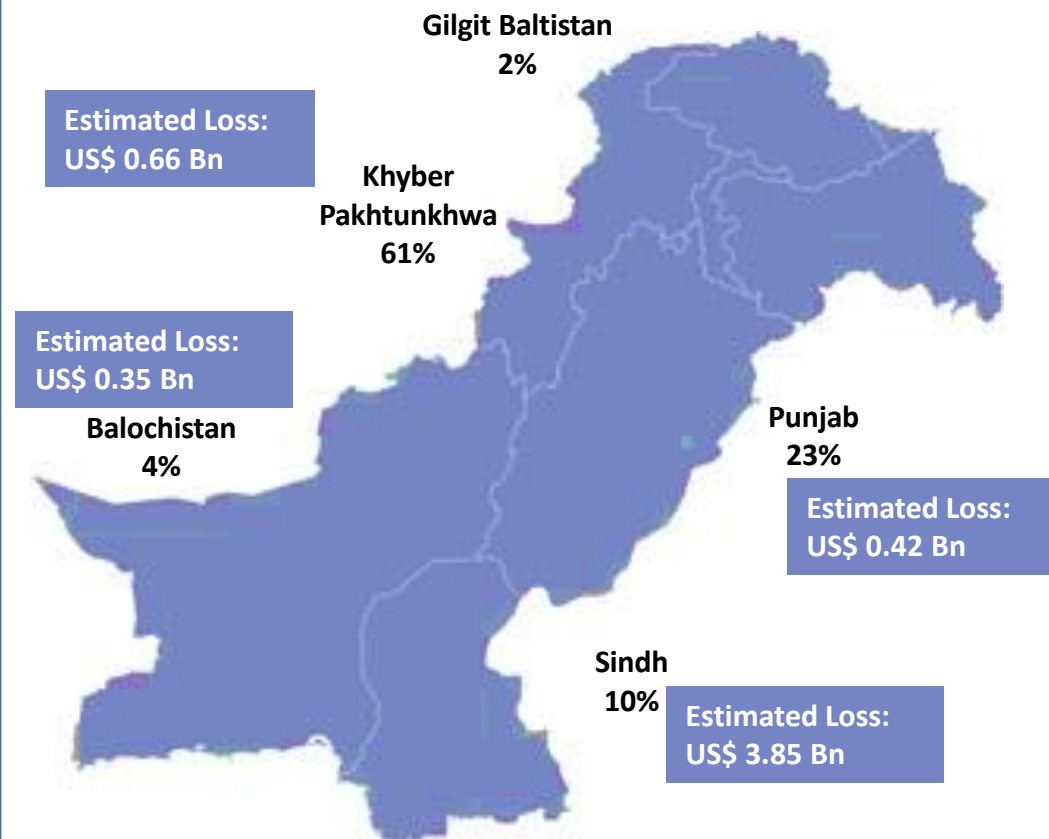 Gilgit Baltistan
2%
Estimated Loss:
US$ 0.66 Bn
Khyber
Pakhtunkhwa
61%
Estimated Loss:
US$ 0.35 Bn
Balochistan
4%
Punjab
23%
Estimated Loss:
US$ 0.42 Bn
Sindh
10%
Estimated Loss:
US$ 3.85 Bn